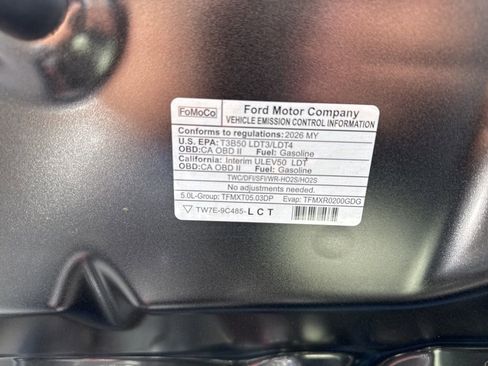 FoMoCo
Ford Motor Company
VEHICLE EMISSION CONTROL INFORMATION
Conforms to regulations:2026 MY
U.S. EPA: T3B50 LDT3/LDT4
OBD:CA OBD II Fuel: Gasoline
California: Interim ULEV50 LDT
OBD:CA OBD II Fuel: Gasoline
TWC/DFI/SFI/WR-HO2S/HO2S
No adjustments needed.
5.0L-Group: TFMXT05.03DP Evap: TFMXR0200GDG
TW7E-9C485-LCT